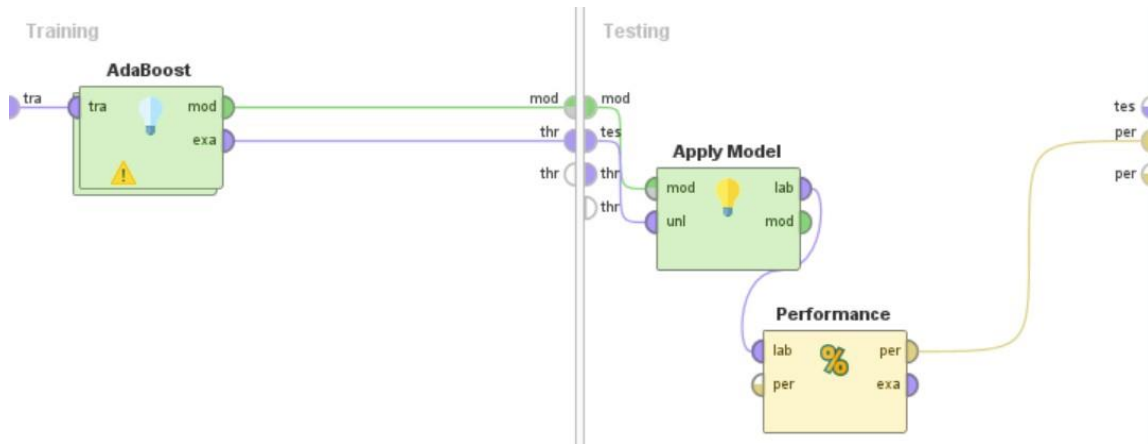 Training
Testing
AdaBoost
tra
tra
mod
exa
mod
thr
thr
mod
tes
thr
thr
Apply Model
mod
lab
unl
mod
Performance
lab
per
per
exa
tes
per
per